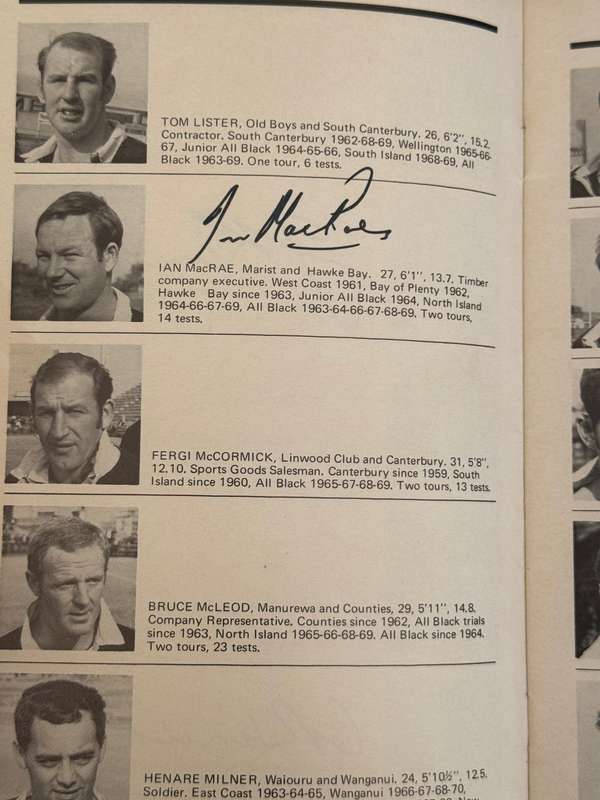 TOM LISTER, Old Boys and South Canterbury. 26, 6'2", 15.2.
Contractor. South Canterbury 1962-68-69, Wellington 1965-66-
67, Junior All Black 1964-65-66, South Island 1968-69, All
Black 1963-69. One tour, 6 tests.
Ian MacRae
IAN MacRAE, Marist and Hawke Bay. 27, 6'1", 13.7. Timber
company executive. West Coast 1961, Bay of Plenty 1962,
Hawke Bay since 1963, Junior All Black 1964, North Island
1964-66-67-69, All Black 1963-64-66-67-68-69. Two tours,
14 tests.
FERGI McCORMICK, Linwood Club and Canterbury. 31, 5'8",
12.10. Sports Goods Salesman. Canterbury since 1959, South
Island since 1960, All Black 1965-67-68-69. Two tours, 13 tests.
BRUCE McLEOD, Manurewa and Counties, 29, 5'11", 14.8.
Company Representative. Counties since 1962, All Black trials
since 1963, North Island 1965-66-68-69. All Black since 1964.
Two tours, 23 tests.
HENARE MILNER, Waiouru and Wanganui. 24, 5'10½", 12.5.
Soldier. East Coast 1963-64-65, Wanganui 1966-67-68-70,